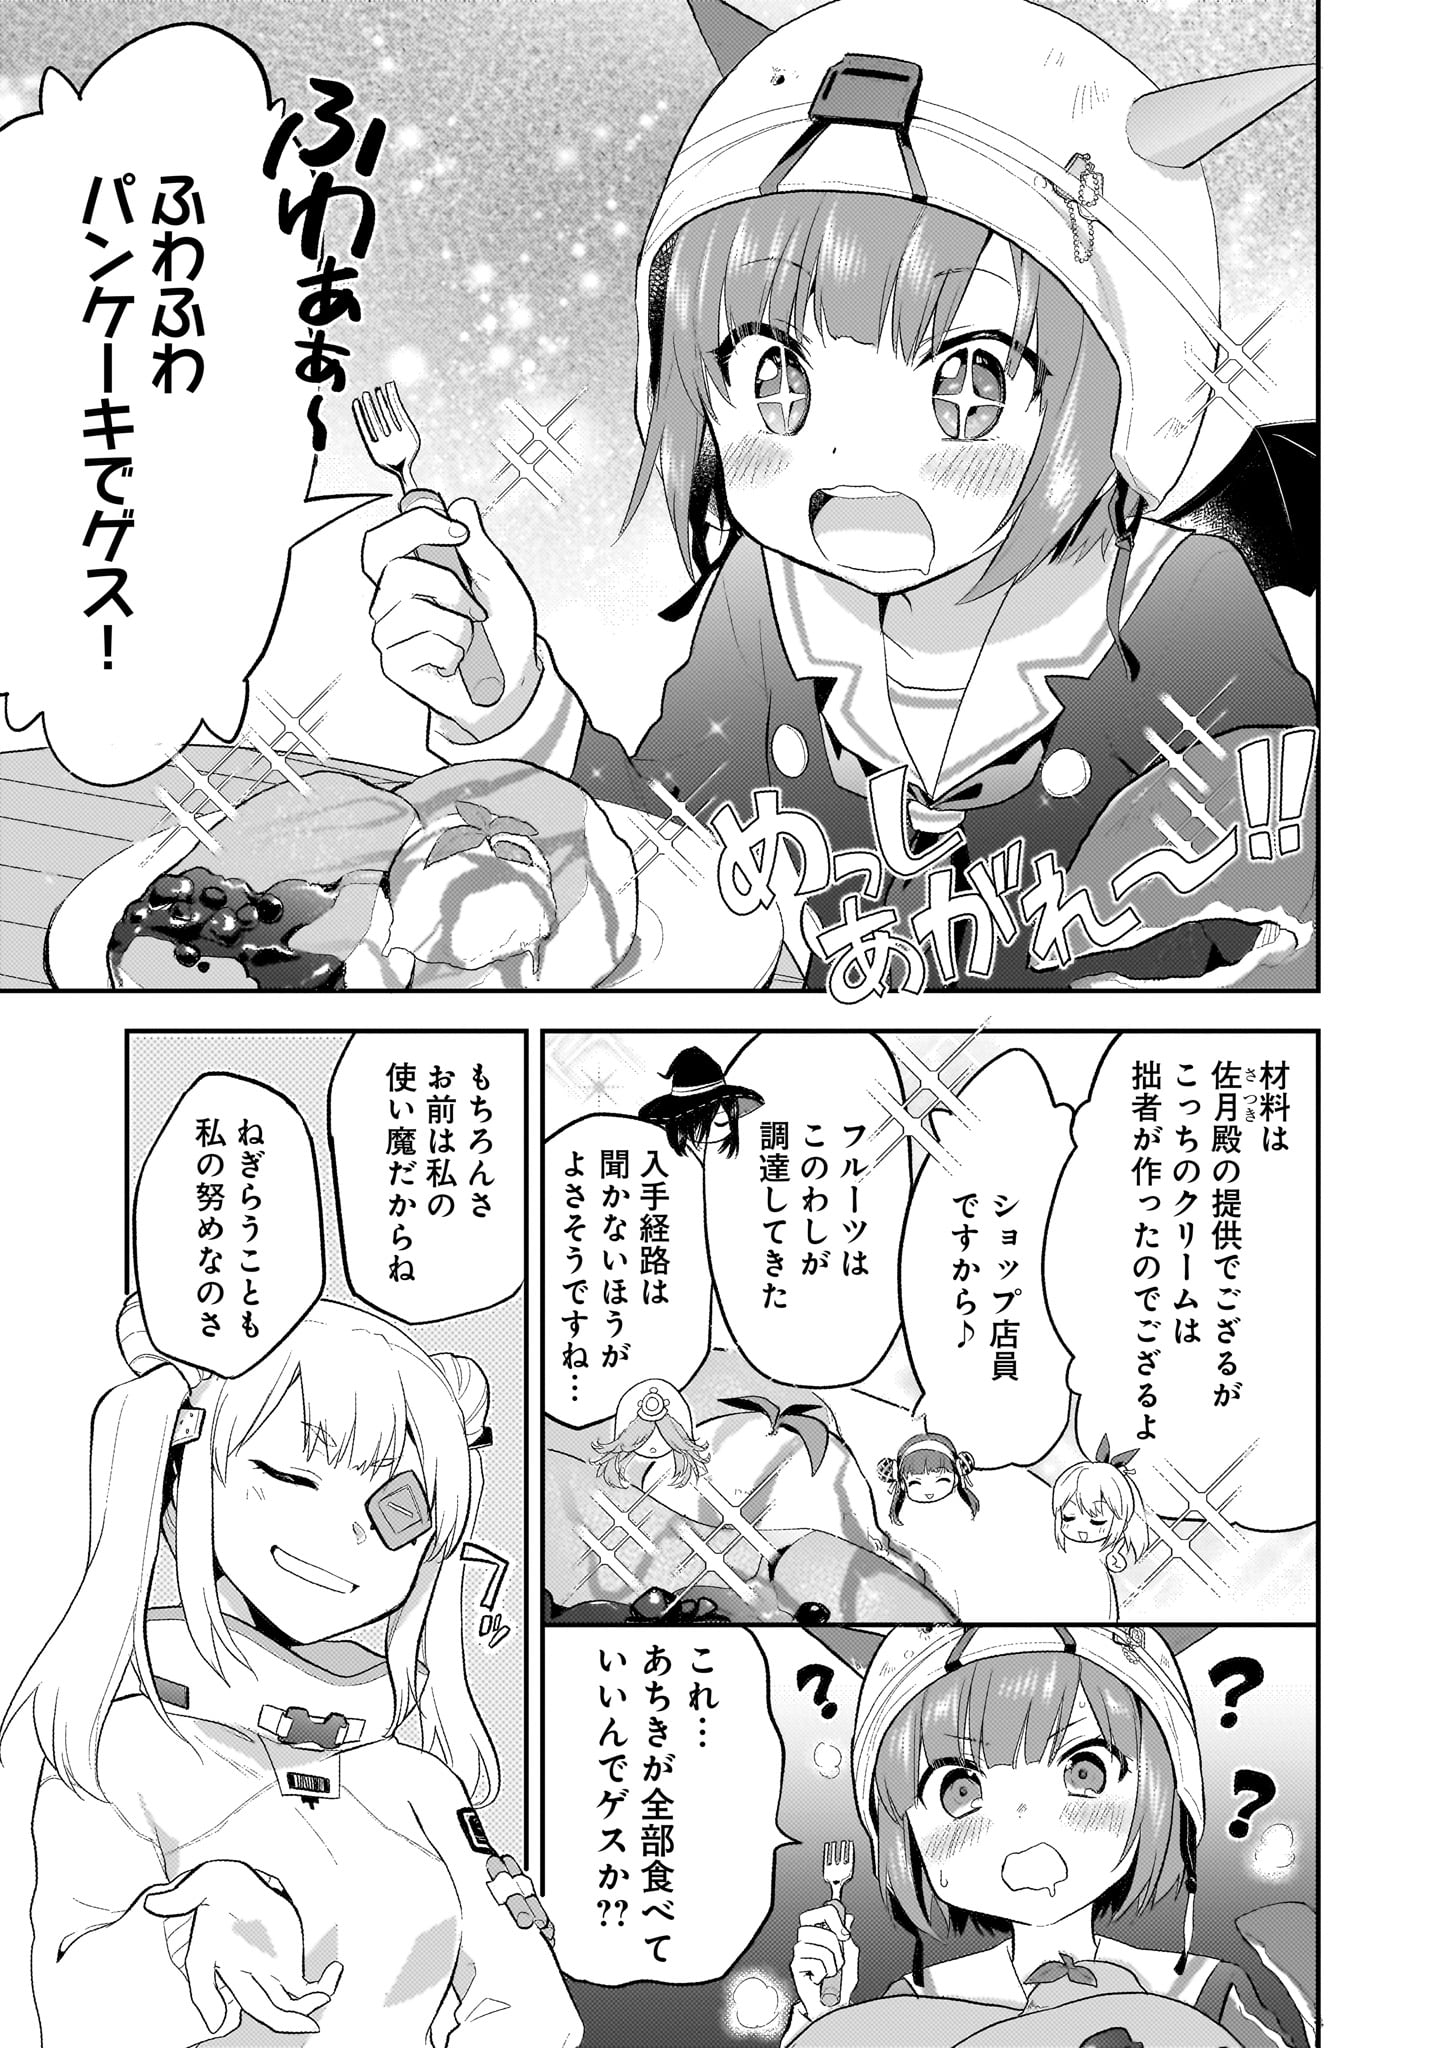 ふわぁぁ～
ふわふわ
パンケーキでゲス！
めっしあがれ～!!
材料は
佐月殿の提供でござるが
さつき
こっちのクリームは
拙者が作ったのでござるよ
ショップ店員
ですから♪
フルーツは
このわしが
調達してきた
入手経路は
聞かないほうが
よさそうですね…
これ…
あちきが全部食べて
いいんでゲスか??
?
?
?
もちろんさ
お前は私の
使い魔だからね
ねぎらうことも
私の努めなのさ
フッ